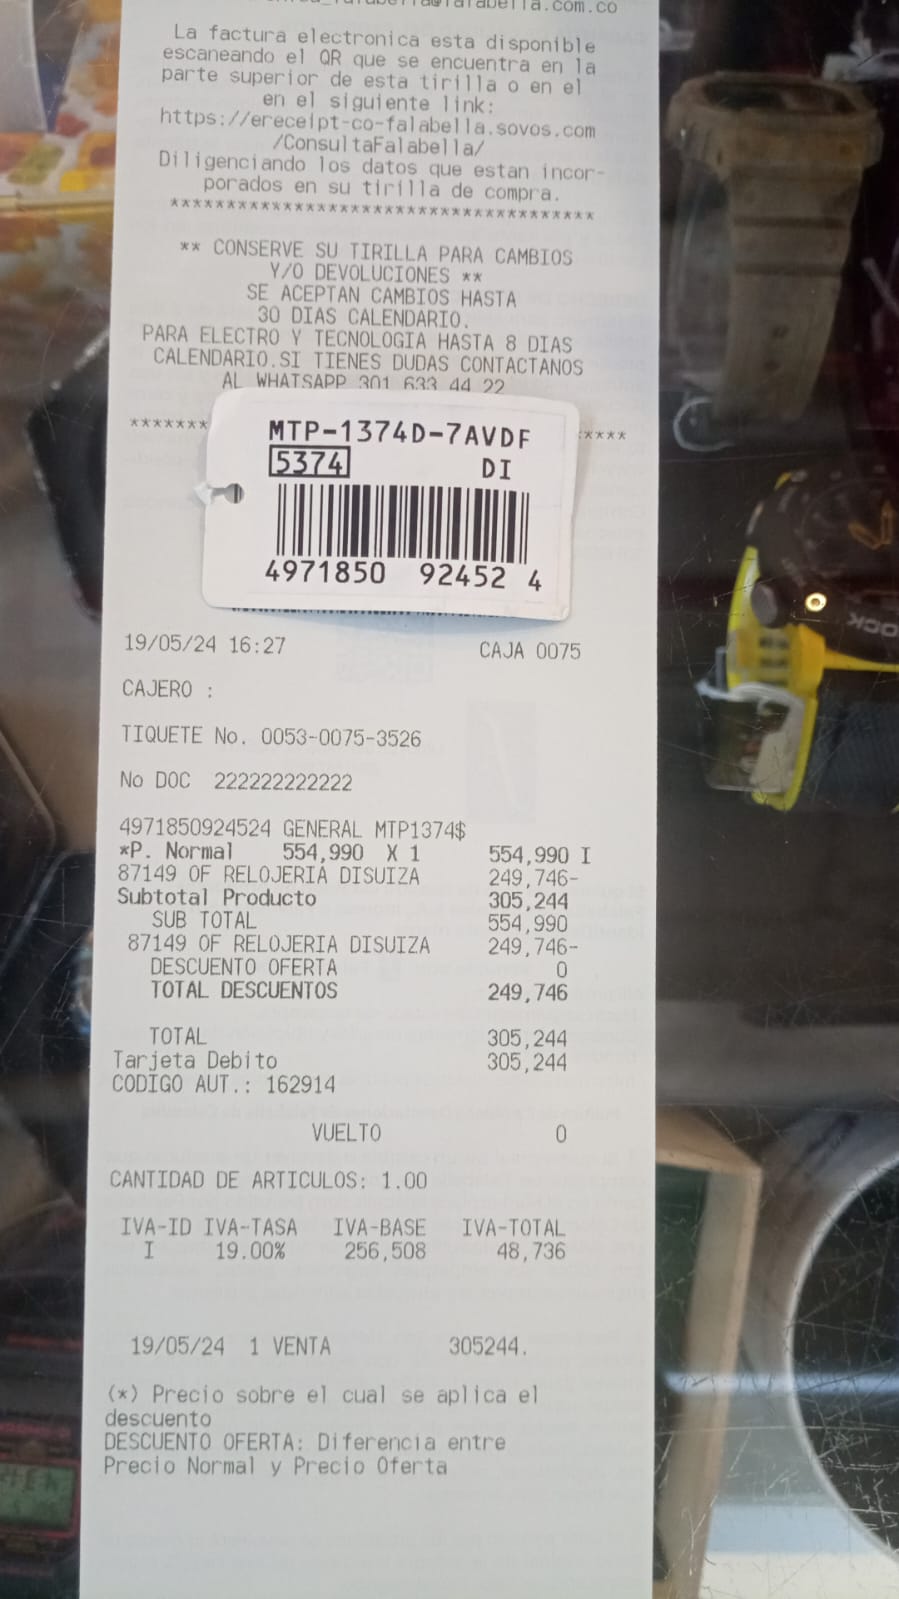 La factura electronica esta disponible
escaneando el QR que se encuentra en la
parte superior de esta tirilla o en el
en el siguiente link:
https://ereceipt-co-falabella.sovos.com
/ConsultaFalabella/
Diligenciando los datos que estan incor-
porados en su tirilla de compra.
**************************************
** CONSERVE SU TIRILLA PARA CAMBIOS
Y/O DEVOLUCIONES **
SE ACEPTAN CAMBIOS HASTA
30 DIAS CALENDARIO.
PARA ELECTRO Y TECNOLOGIA HASTA 8 DIAS
CALENDARIO.SI TIENES DUDAS CONTACTANOS
AL WHATSAPP 301 633 44 22
******* ****
MTP-1374D-7AVDF
5374 DI
4971850 92452 4
19/05/24 16:27 CAJA 0075
CAJERO :
TIQUETE No. 0053-0075-3526
No DOC 222222222222
4971850924524 GENERAL MTP1374$
*P. Normal 554,990 X 1 554,990 I
87149 OF RELOJERIA DISUIZA 249,746-
Subtotal Producto 305,244
SUB TOTAL 554,990
87149 OF RELOJERIA DISUIZA 249,746-
DESCUENTO OFERTA 0
TOTAL DESCUENTOS 249,746
TOTAL 305,244
Tarjeta Debito 305,244
CODIGO AUT.: 162914
VUELTO 0
CANTIDAD DE ARTICULOS: 1.00
IVA-ID IVA-TASA IVA-BASE IVA-TOTAL
I 19.00% 256,508 48,736
19/05/24 1 VENTA 305244.
(*) Precio sobre el cual se aplica el
descuento
DESCUENTO OFERTA: Diferencia entre
Precio Normal y Precio Oferta